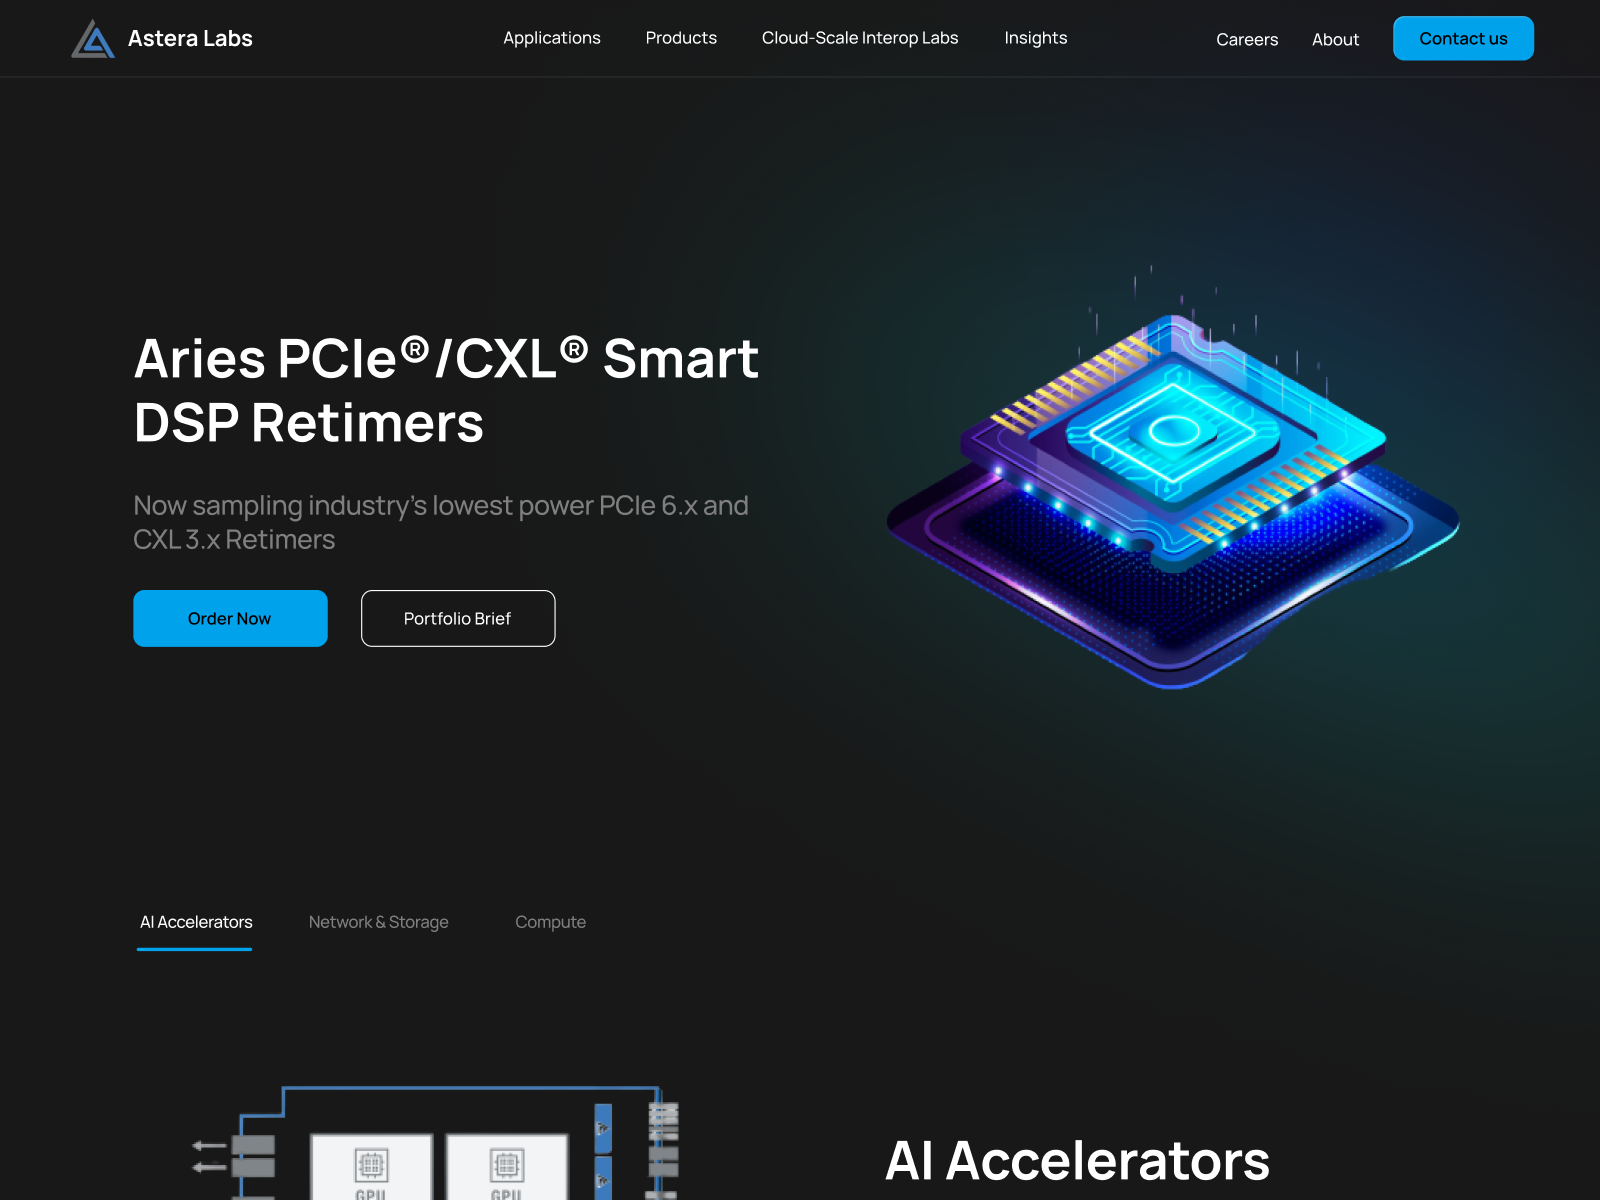 Astera Labs
Applications
Products
Cloud-Scale Interop Labs
Insights
Careers
About
Contact us
Aries PCIe®/CXL® Smart
DSP Retimers
Now sampling industry’s lowest power PCIe 6.x and
CXL 3.x Retimers
Order Now
Portfolio Brief
AI Accelerators
Network & Storage
Compute
GPU
GPU
AI Accelerators